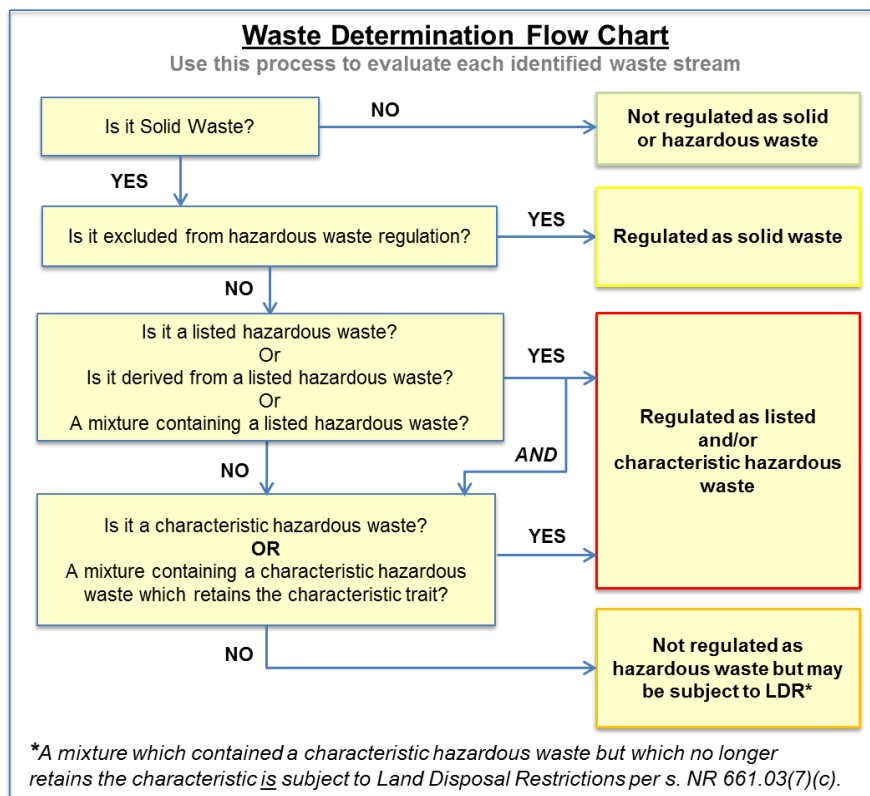 Waste Determination Flow Chart
Use this process to evaluate each identified waste stream
Is it Solid Waste?
NO
Not regulated as solid
or hazardous waste
YES
Is it excluded from hazardous waste regulation?
YES
Regulated as solid waste
NO
Is it a listed hazardous waste?
Or
Is it derived from a listed hazardous waste?
Or
A mixture containing a listed hazardous waste?
YES
Regulated as listed
and/or
characteristic hazardous
waste
AND
NO
Is it a characteristic hazardous waste?
OR
A mixture containing a characteristic hazardous
waste which retains the characteristic trait?
YES
NO
Not regulated as
hazardous waste but may
be subject to LDR*
*A mixture which contained a characteristic hazardous waste but which no longer
retains the characteristic is subject to Land Disposal Restrictions per s. NR 661.03(7)(c).